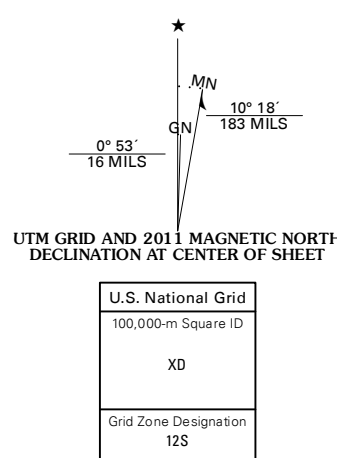 ★
MN
10° 18´
183 MILS
GN
0° 53´
16 MILS
UTM GRID AND 2011 MAGNETIC NORTH
DECLINATION AT CENTER OF SHEET
U.S. National Grid
100,000-m Square ID
XD
Grid Zone Designation
12S